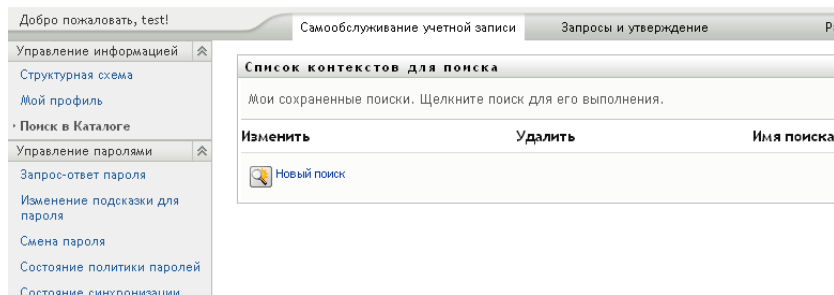 Добро пожаловать, test!
Самообслуживание учетной записи
Запросы и утверждение
Управление информацией
Структурная схема
Мой профиль
Поиск в Каталоге
Управление паролями
Запрос-ответ пароля
Изменение подсказки для
пароля
Смена пароля
Состояние политики паролей
Состояние синхронизации
Список контекстов для поиска
Мои сохраненные поиски. Щелкните поиск для его выполнения.
Изменить Удалить Имя поиска
Новый поиск